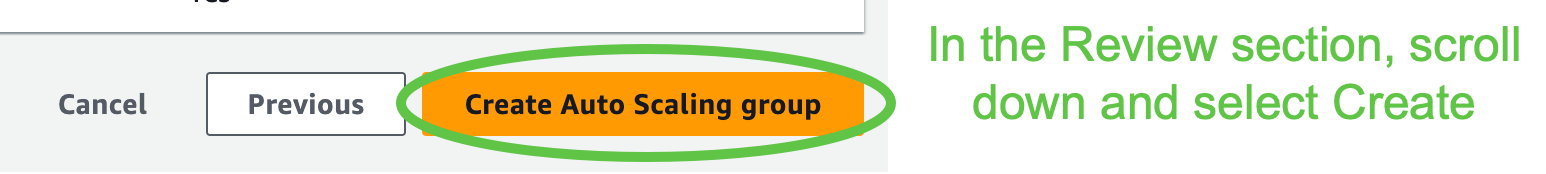 Cancel
Previous
Create Auto Scaling group
In the Review section, scroll
down and select Create